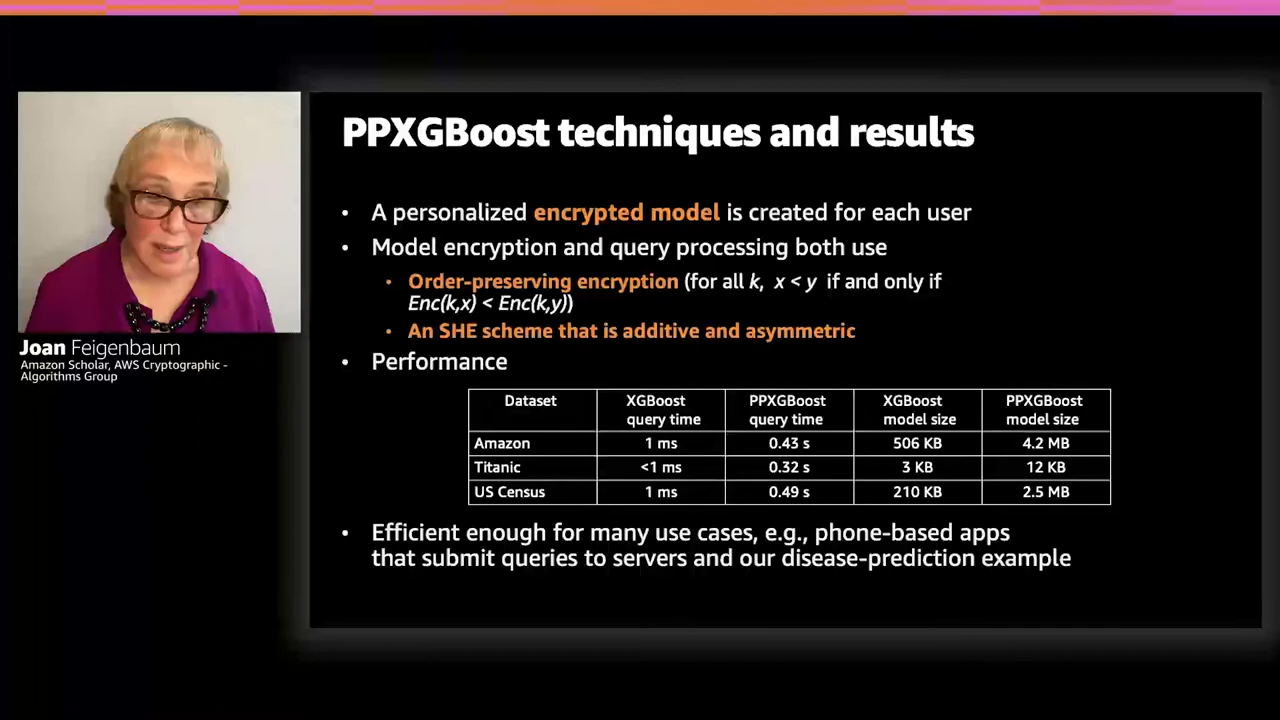 PPXGBoost techniques and results
• A personalized encrypted model is created for each user
• Model encryption and query processing both use
• Order-preserving encryption (for all k, x < y if and only if
Enc(k,x) < Enc(k,y))
• An SHE scheme that is additive and asymmetric
Joan Feigenbaum
Amazon Scholar, AWS Cryptographic -
Algorithms Group
• Performance
Dataset XGBoost query time PPXGBoost query time XGBoost model size PPXGBoost model size
Amazon 1 ms 0.43 s 506 KB 4.2 MB
Titanic <1 ms 0.32 s 3 KB 12 KB
US Census 1 ms 0.49 s 210 KB 2.5 MB
• Efficient enough for many use cases, e.g., phone-based apps
that submit queries to servers and our disease-prediction example